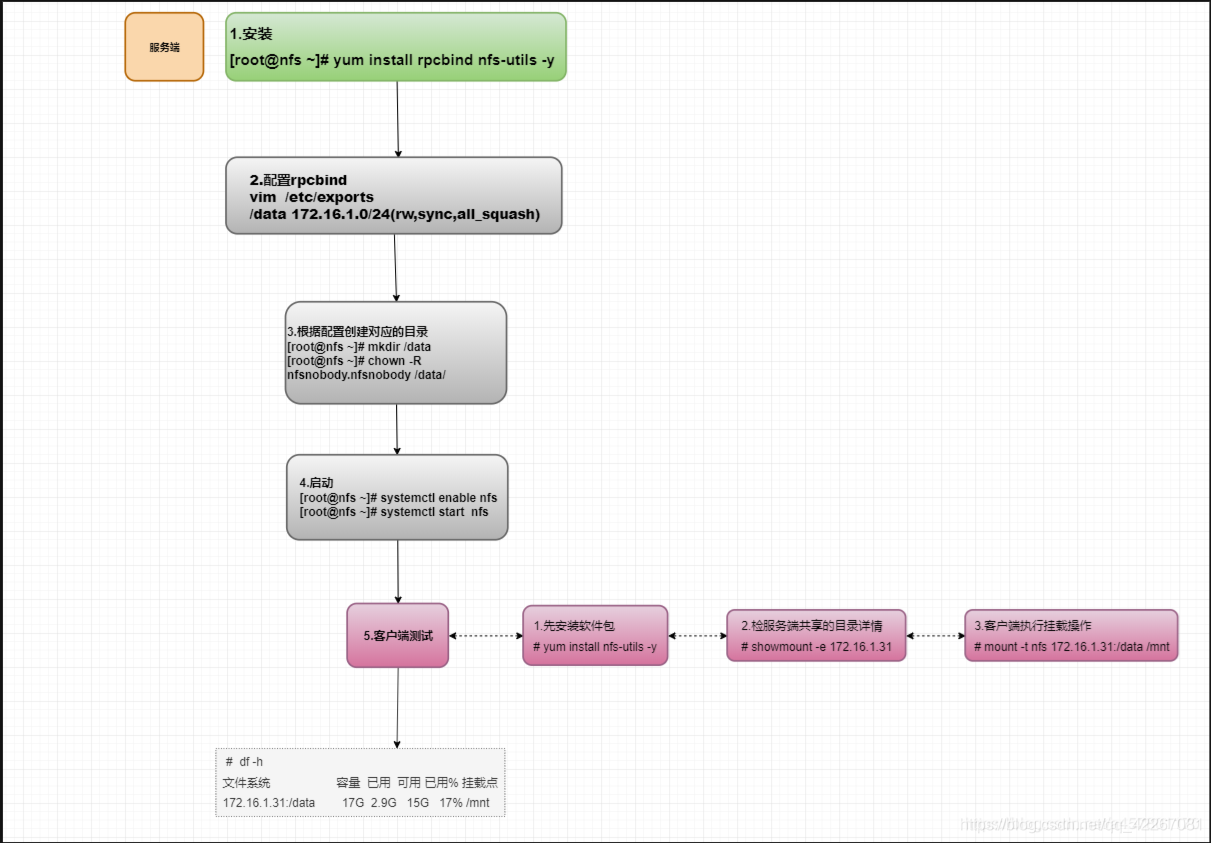 服务端
1.安装
[root@nfs ~]# yum install rpcbind nfs-utils -y
2.配置rpcbind
vim /etc/exports
/data 172.16.1.0/24(rw,sync,all_squash)
3.根据配置创建对应的目录
[root@nfs ~]# mkdir /data
[root@nfs ~]# chown -R
nfsnobody.nfsnobody /data/
4.启动
[root@nfs ~]# systemctl enable nfs
[root@nfs ~]# systemctl start nfs
5.客户端测试
1.先安装软件包
# yum install nfs-utils -y
2.检服务端共享的目录详情
# showmount -e 172.16.1.31
3.客户端执行挂载操作
# mount -t nfs 172.16.1.31:/data /mnt
# df -h
文件系统 容量 已用 可用 已用% 挂载点
172.16.1.31:/data 17G 2.9G 15G 17% /mnt